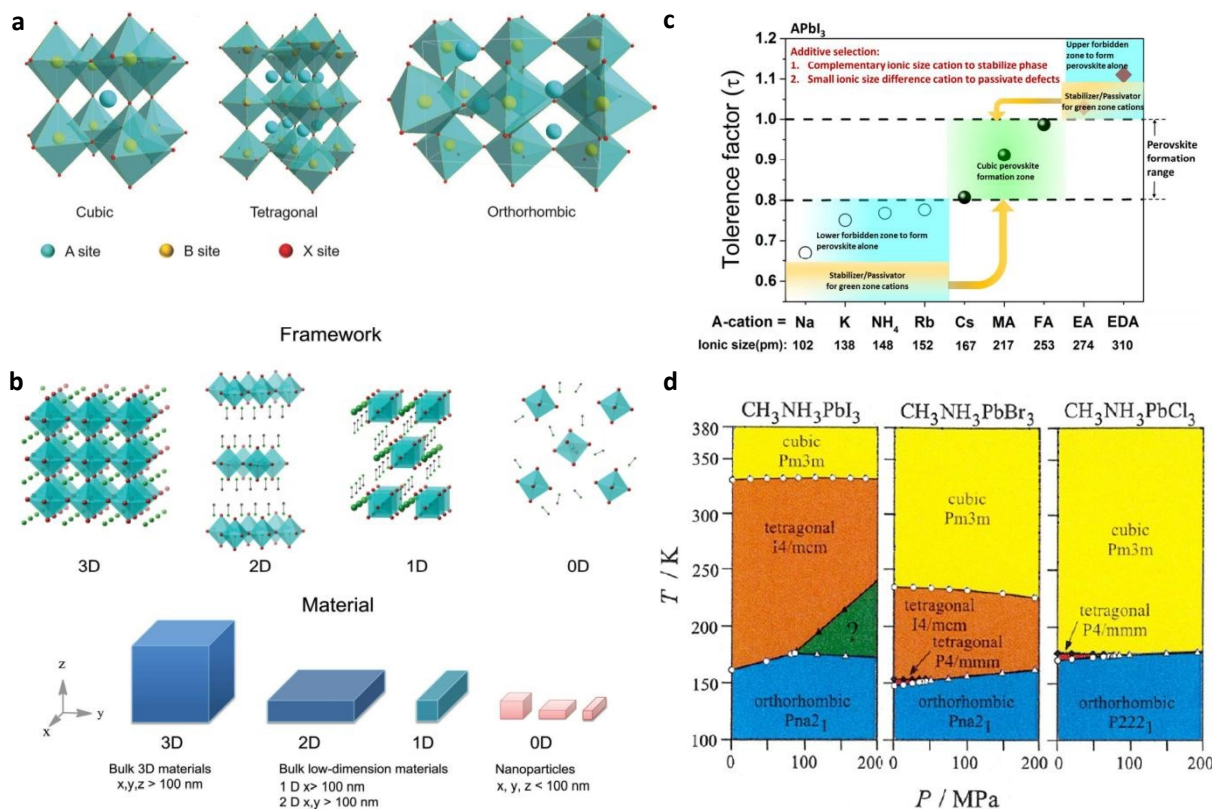 a
Cubic
Tetragonal
Orthorhombic
A site
B site
X site
Framework
b
3D
2D
1D
0D
Material
z
y
x
3D
2D
1D
0D
Bulk 3D materials
x,y,z > 100 nm
Bulk low-dimension materials
1 D x> 100 nm
2 D x,y > 100 nm
Nanoparticles
x, y, z < 100 nm
c
APbI3
Tolerence factor (τ)
1.2
1.1
1.0
0.9
0.8
0.7
0.6
Additive selection:
1. Complementary ionic size cation to stabilize phase
2. Small ionic size difference cation to passivate defects
Upper forbidden
zone to form
perovskite alone
Stabilizer/Passivator
for green zone cations
Cubic perovskite
formation zone
Perovskite
formation
range
Lower forbidden zone to form
perovskite alone
Stabilizer/Passivator
for green zone cations
A-cation = Na K NH4 Rb Cs MA FA EA EDA
Ionic size(pm): 102 138 148 152 167 217 253 274 310
d
CH3NH3PbI3 CH3NH3PbBr3 CH3NH3PbCl3
T / K
380
350
300
250
200
150
100
cubic
Pm3m
tetragonal
i4/mcm
?
orthorhombic
Pna21
cubic
Pm3m
tetragonal
I4/mcm
tetragonal
P4/mmm
orthorhombic
Pna21
cubic
Pm3m
tetragonal
P4/mmm
orthorhombic
P2221
0 100 200 0 100 200 0 100 200
P / MPa